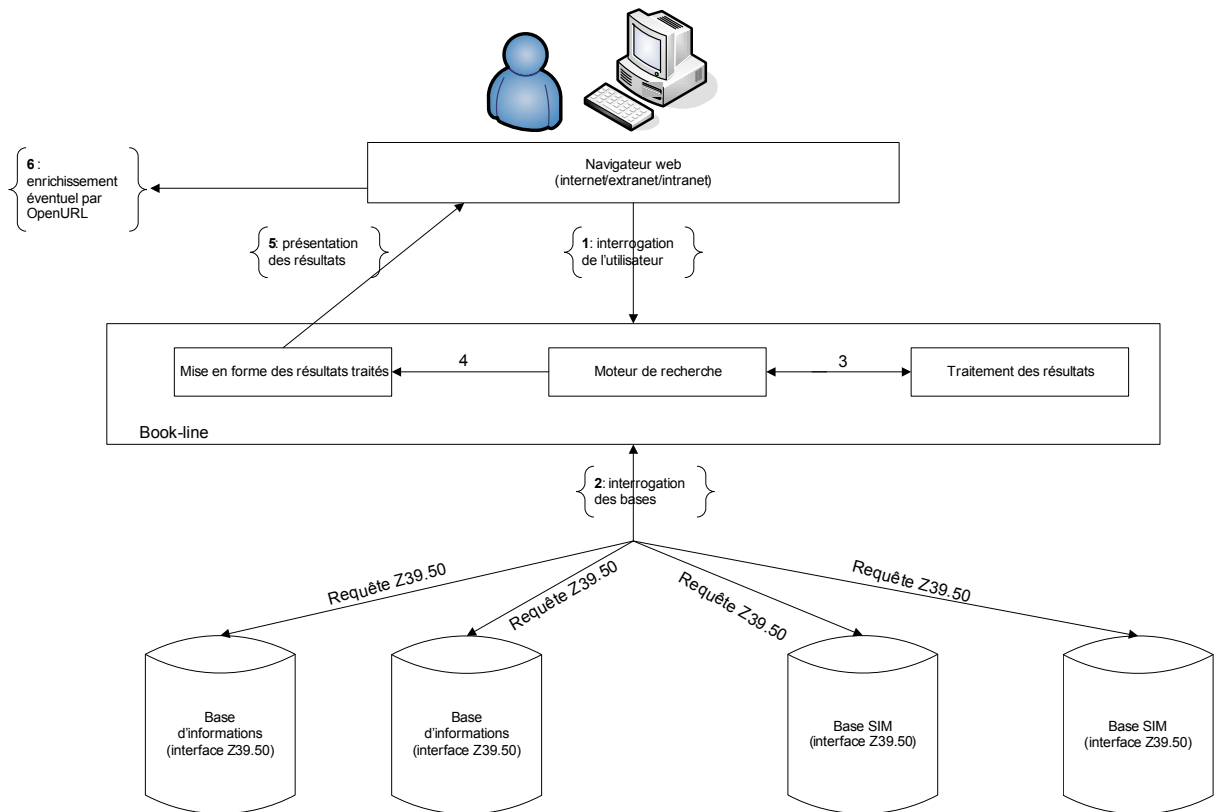 Navigateur web
(internet/extranet/intranet)
6 :
enrichissement
éventuel par
OpenURL
5: présentation
des résultats
1: interrogation
de l'utilisateur
Mise en forme des résultats traités
4
Moteur de recherche
3
Traitement des résultats
Book-line
2: interrogation
des bases
Requête Z39.50
Requête Z39.50
Requête Z39.50
Requête Z39.50
Base
d'informations
(interface Z39.50)
Base
d'informations
(interface Z39.50)
Base SIM
(interface Z39.50)
Base SIM
(interface Z39.50)